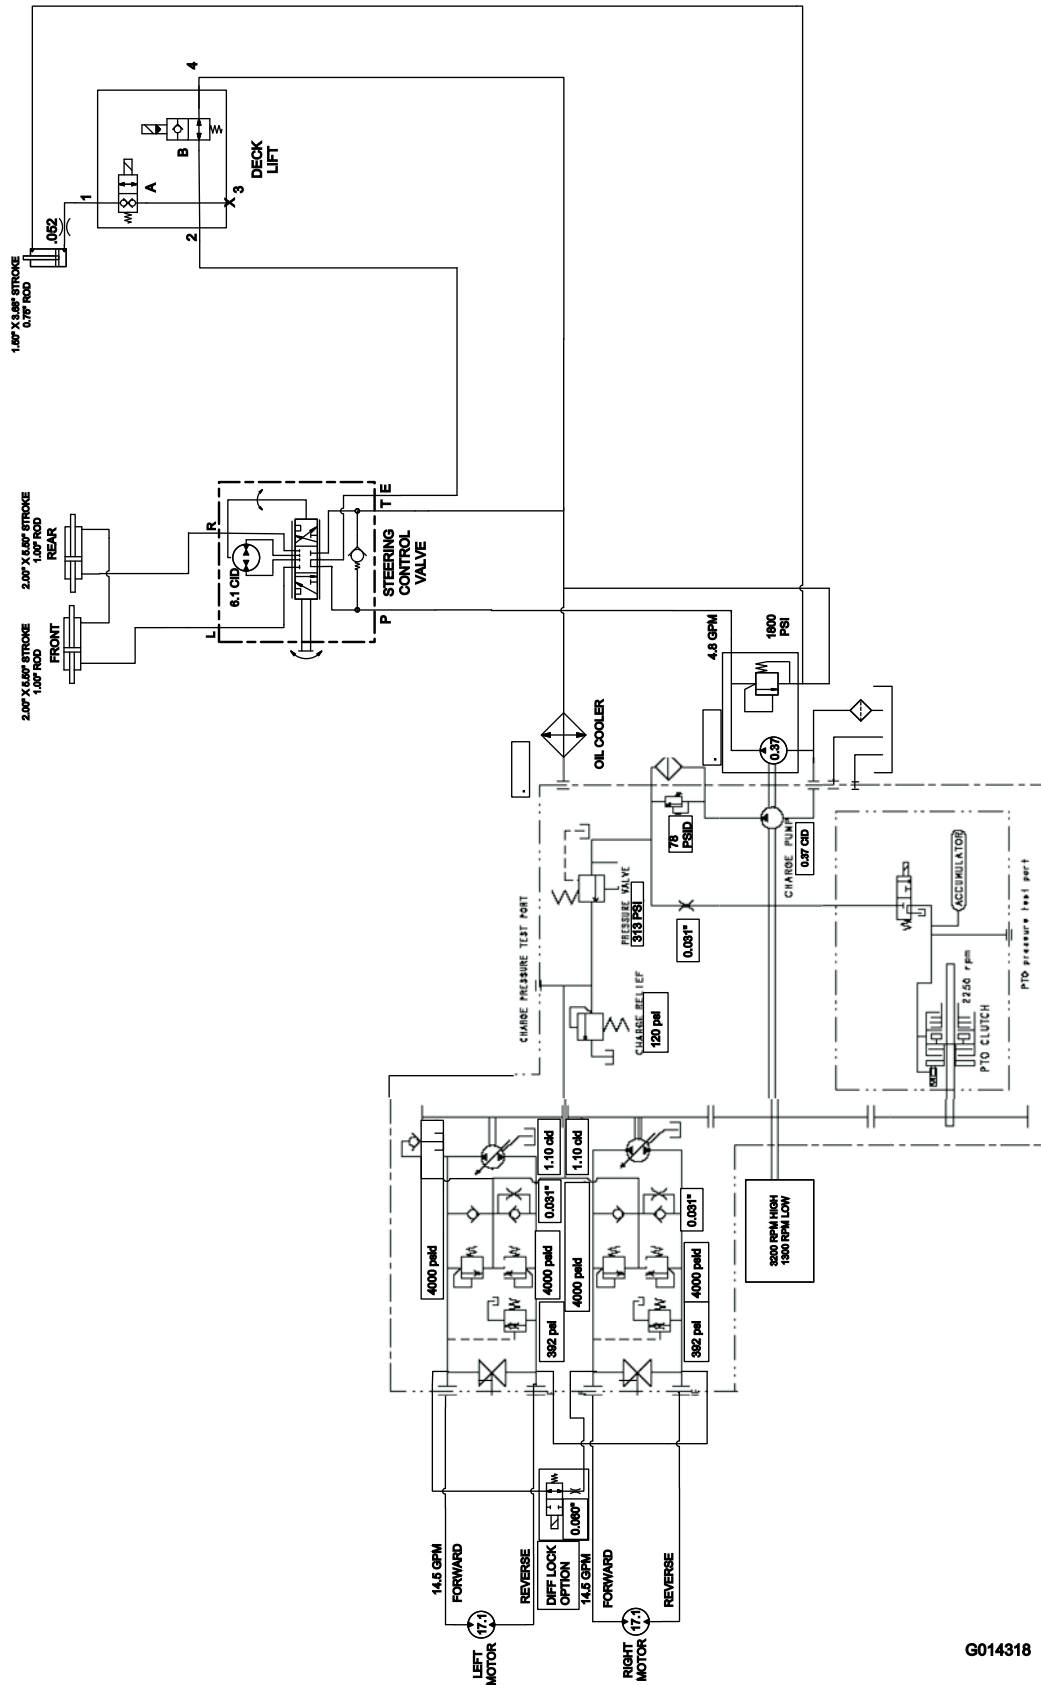 1.50" X 3.88" STROKE
0.75" ROD
.052
1
2
3
4
A
B
DECK
LIFT
2.00" X 5.50" STROKE
1.00" ROD
REAR
2.00" X 5.50" STROKE
1.00" ROD
FRONT
L
R
6.1 CID
P
T
E
STEERING
CONTROL
VALVE
4.8 GPM
1800
PSI
0.37
OIL COOLER
78
PSID
CHARGE PUMP
0.37 CID
PRESSURE VALVE
313 PSI
0.031"
CHARGE PRESSURE TEST PORT
CHARGE RELIEF
120 psi
ACCUMULATOR
2250 rpm
PTO CLUTCH
PTO pressure test port
3200 RPM HIGH
1300 RPM LOW
1.10 cid
1.10 cid
0.031"
0.031"
4000 psid
4000 psid
4000 psid
4000 psid
392 psi
392 psi
14.5 GPM
FORWARD
REVERSE
DIFF LOCK
OPTION
0.060"
14.5 GPM
FORWARD
REVERSE
17.1
LEFT
MOTOR
17.1
RIGHT
MOTOR
G014318